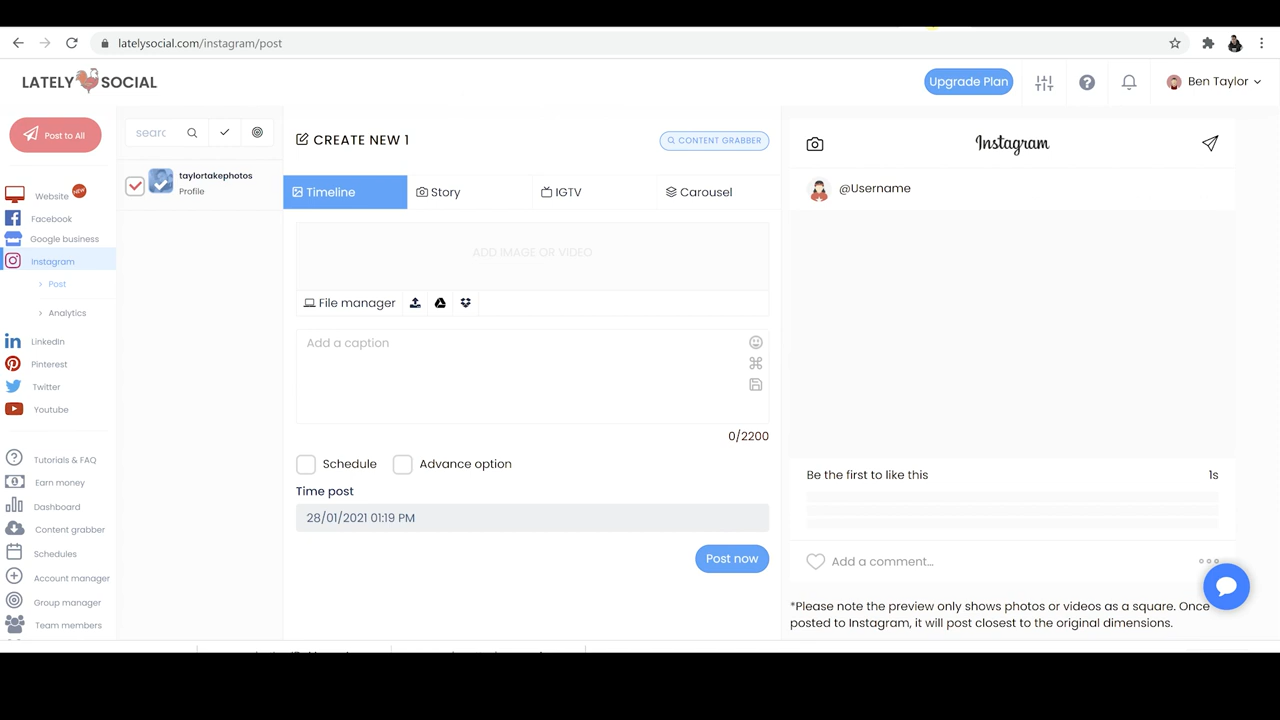 latelysocial.com/instagram/post
LATELY SOCIAL
Upgrade Plan
Ben Taylor
Post to All
Website NEW
Facebook
Google business
Instagram
Post
Analytics
LinkedIn
Pinterest
Twitter
Youtube
Tutorials & FAQ
Earn money
Dashboard
Content grabber
Schedules
Account manager
Group manager
Team members
searc
taylortakephotos
Profile
CREATE NEW 1
CONTENT GRABBER
Timeline
Story
IGTV
Carousel
ADD IMAGE OR VIDEO
File manager
Add a caption
0/2200
Schedule
Advance option
Time post
28/01/2021 01:19 PM
Post now
Instagram
@Username
Be the first to like this
1s
Add a comment...
*Please note the preview only shows photos or videos as a square. Once
posted to Instagram, it will post closest to the original dimensions.